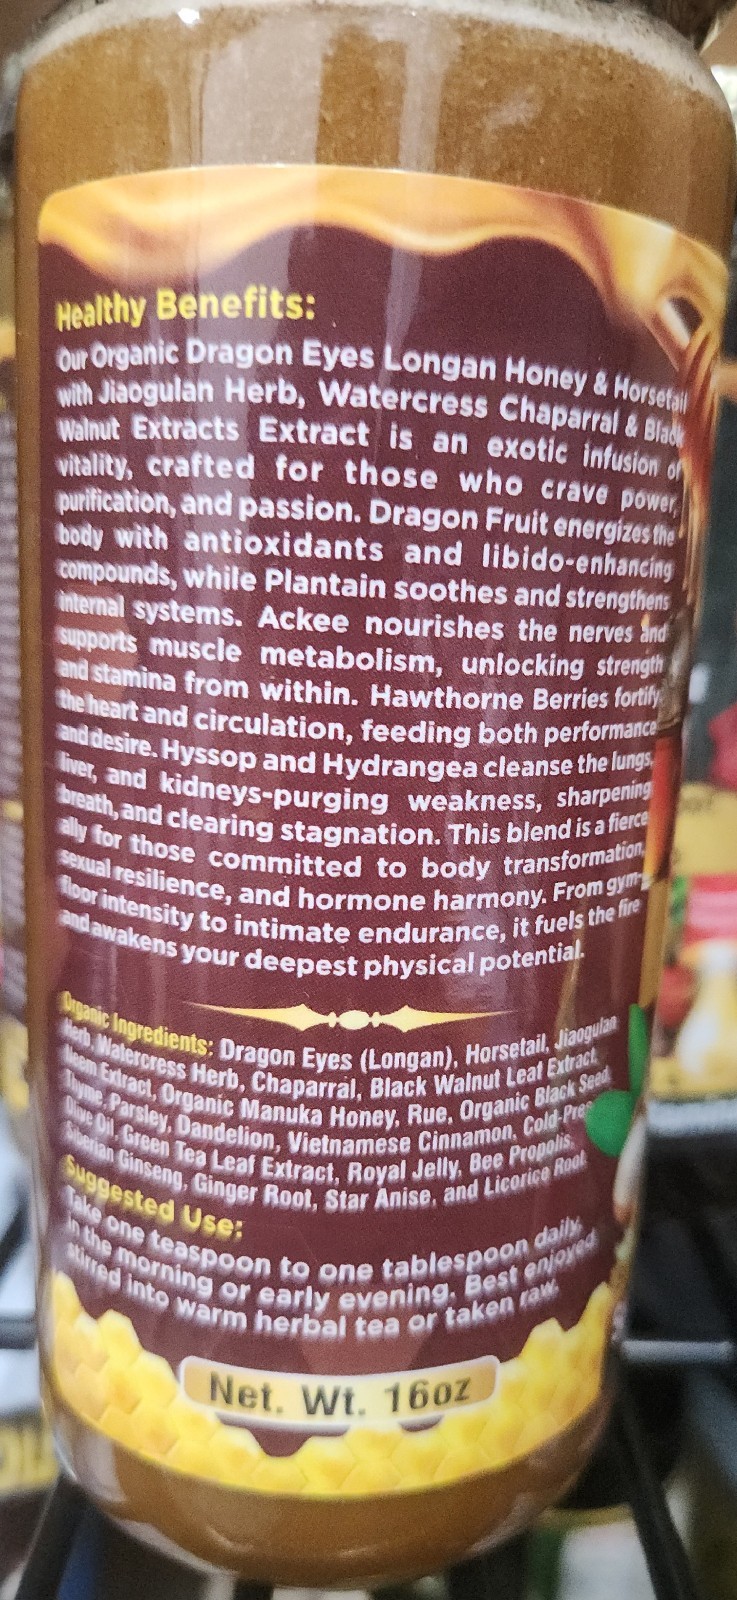 Healthy Benefits:
Our Organic Dragon Eyes Longan Honey & Horsetail
with Jiaogulan Herb, Watercress Chaparral & Black
Walnut Extracts Extract is an exotic infusion of
vitality, crafted for those who crave power,
purification, and passion. Dragon Fruit energizes the
body with antioxidants and libido-enhancing
compounds, while Plantain soothes and strengthens
internal systems. Ackee nourishes the nerves and
supports muscle metabolism, unlocking strength
and stamina from within. Hawthorne Berries fortify
the heart and circulation, feeding both performance
and desire. Hyssop and Hydrangea cleanse the lungs,
liver, and kidneys-purging weakness, sharpening
breath, and clearing stagnation. This blend is a fierce
ally for those committed to body transformation,
sexual resilience, and hormone harmony. From gym-
floor intensity to intimate endurance, it fuels the fire
and awakens your deepest physical potential.
Organic Ingredients: Dragon Eyes (Longan), Horsetail, Jiaogulan
Herb, Watercress Herb, Chaparral, Black Walnut Leaf Extract,
Neem Extract, Organic Manuka Honey, Rue, Organic Black Seed,
Thyme, Parsley, Dandelion, Vietnamese Cinnamon, Cold-Pres
Olive Oil, Green Tea Leaf Extract, Royal Jelly, Bee Propolis,
Siberian Ginseng, Ginger Root, Star Anise, and Licorice Root
Suggested Use:
Take one teaspoon to one tablespoon daily,
in the morning or early evening. Best enjoyed
stirred into warm herbal tea or taken raw.
Net. Wt. 16oz